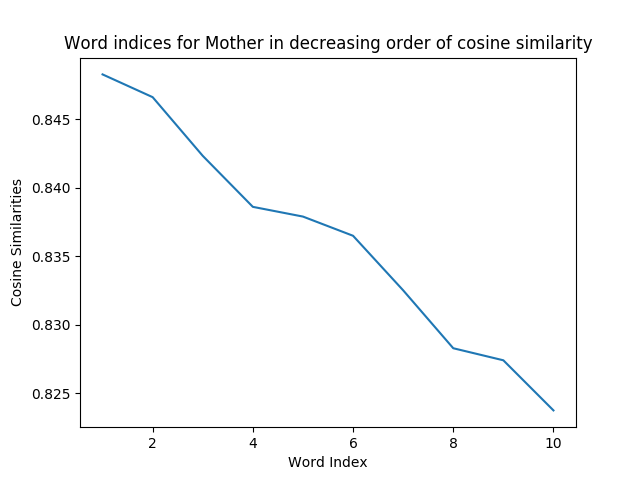 Word indices for Mother in decreasing order of cosine similarity
0.845
0.840
0.835
0.830
0.825
Cosine Similarities
2 4 6 8 10
Word Index